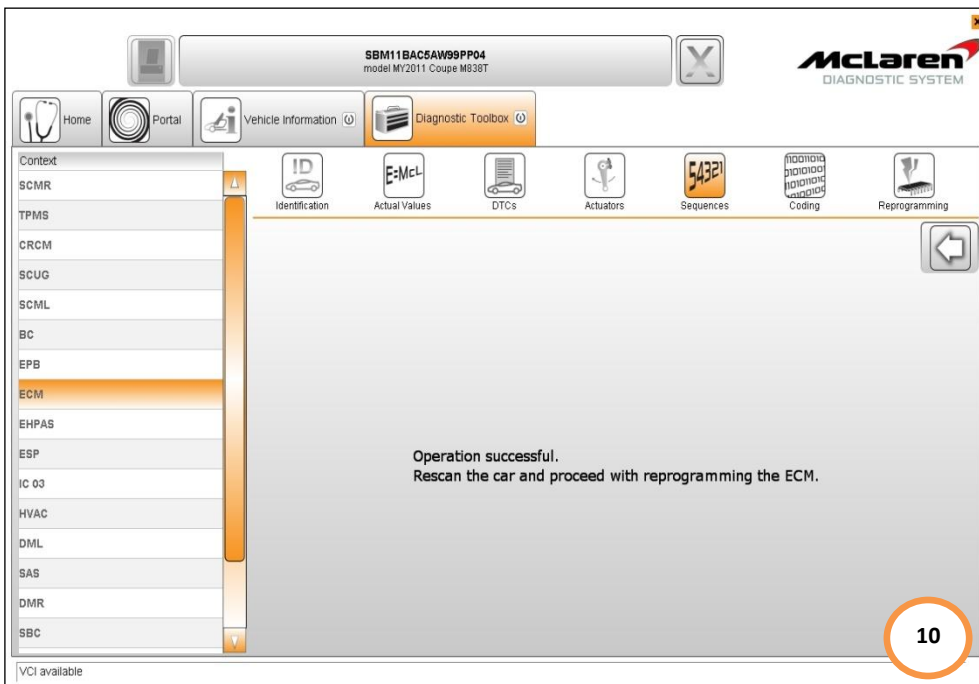 SBM11BAC5AW99PP04
model MY2011 Coupe M838T
X
McLaren
DIAGNOSTIC SYSTEM
Home
Portal
Vehicle Information
Diagnostic Toolbox
Context
SCMR
TPMS
CRCM
SCUG
SCML
BC
EPB
ECM
EHPAS
ESP
IC 03
HVAC
DML
SAS
DMR
SBC
ID
Identification
E=McL
Actual Values
DTCs
Actuators
54321
Sequences
Coding
Reprogramming
Operation successful.
Rescan the car and proceed with reprogramming the ECM.
10
VCI available